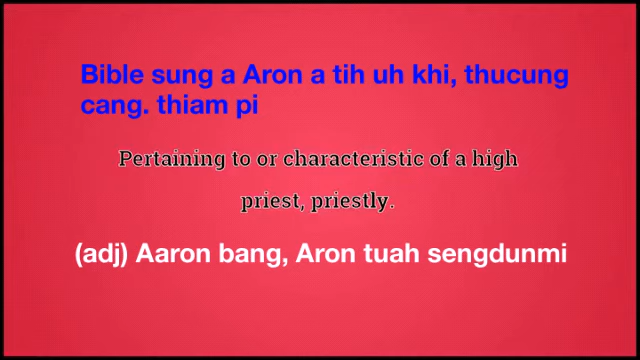 Bible sung a Aron a tih uh khi, thucung
cang. thiam pi
Pertaining to or characteristic of a high
priest, priestly.
(adj) Aaron bang, Aron tuah sengdunmi